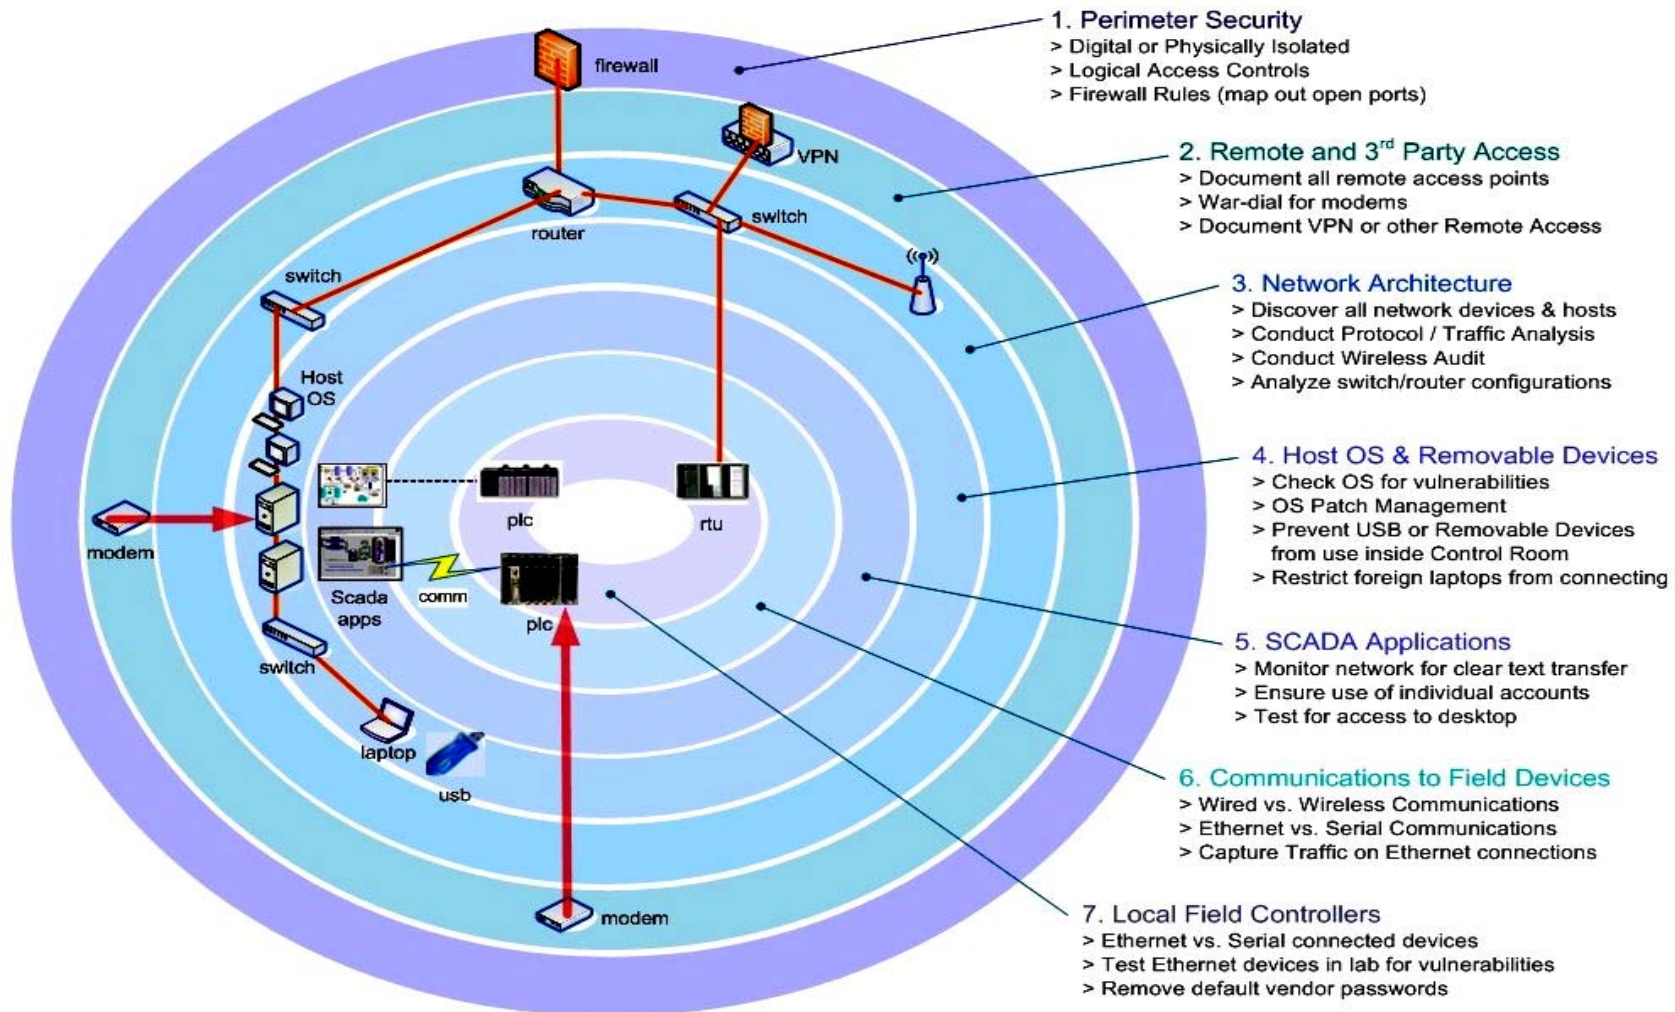 1. Perimeter Security
> Digital or Physically Isolated
> Logical Access Controls
> Firewall Rules (map out open ports)
2. Remote and 3rd Party Access
> Document all remote access points
> War-dial for modems
> Document VPN or other Remote Access
3. Network Architecture
> Discover all network devices & hosts
> Conduct Protocol / Traffic Analysis
> Conduct Wireless Audit
> Analyze switch/router configurations
4. Host OS & Removable Devices
> Check OS for vulnerabilities
> OS Patch Management
> Prevent USB or Removable Devices
from use inside Control Room
> Restrict foreign laptops from connecting
5. SCADA Applications
> Monitor network for clear text transfer
> Ensure use of individual accounts
> Test for access to desktop
6. Communications to Field Devices
> Wired vs. Wireless Communications
> Ethernet vs. Serial Communications
> Capture Traffic on Ethernet connections
7. Local Field Controllers
> Ethernet vs. Serial connected devices
> Test Ethernet devices in lab for vulnerabilities
> Remove default vendor passwords
firewall
VPN
switch
router
switch
Host
OS
plc
rtu
modem
Scada
apps
comm
plc
switch
laptop
usb
modem